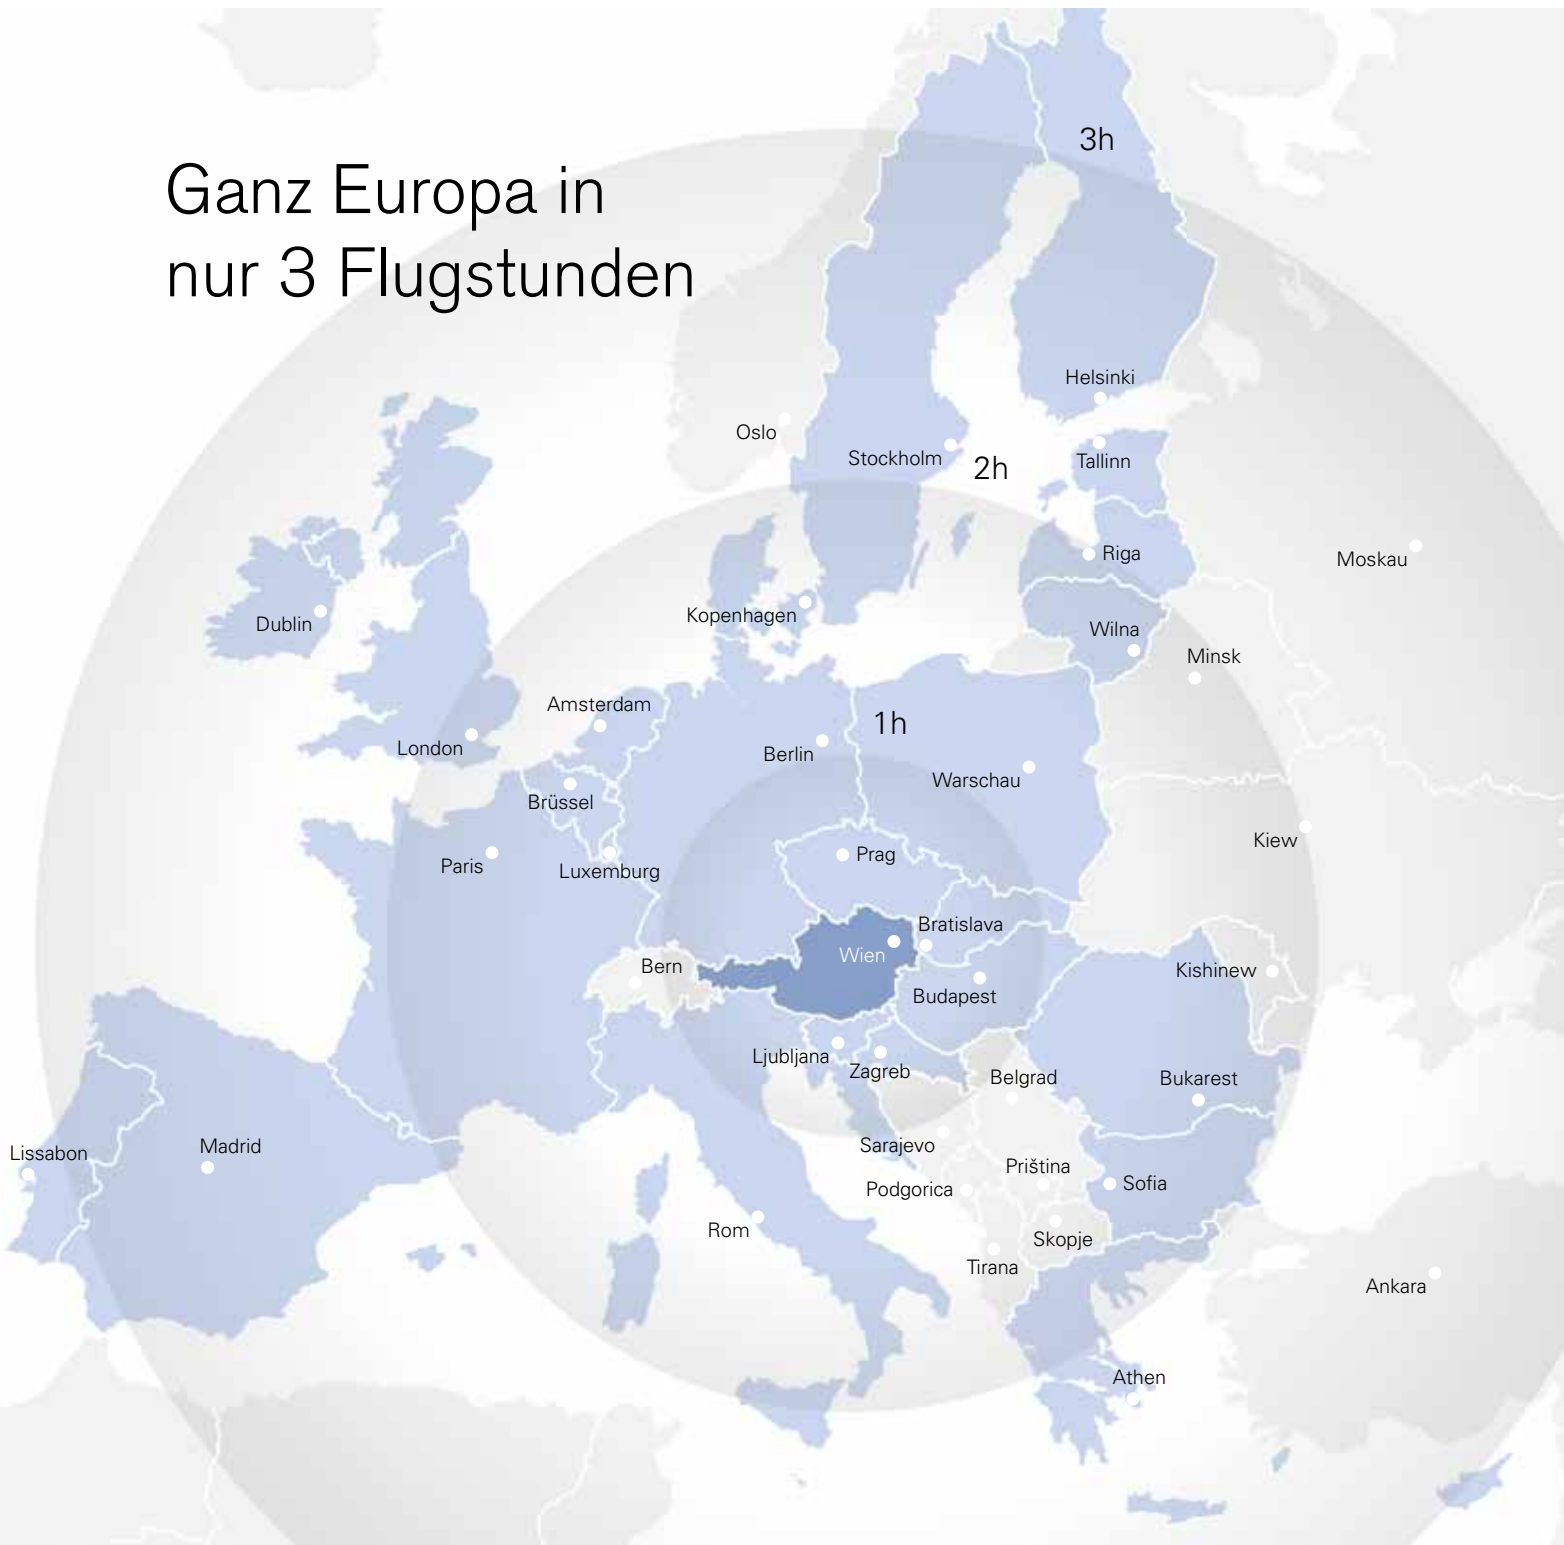 Ganz Europa in
nur 3 Flugstunden
3h
Helsinki
Oslo
Stockholm
2h
Tallinn
Riga
Moskau
Dublin
Kopenhagen
Wilna
Minsk
Amsterdam
London
1h
Berlin
Warschau
Brüssel
Kiew
Paris
Luxemburg
Prag
Bratislava
Wien
Bern
Kishinew
Budapest
Ljubljana
Zagreb
Belgrad
Bukarest
Lissabon
Madrid
Sarajevo
Priština
Podgorica
Sofia
Rom
Skopje
Tirana
Ankara
Athen